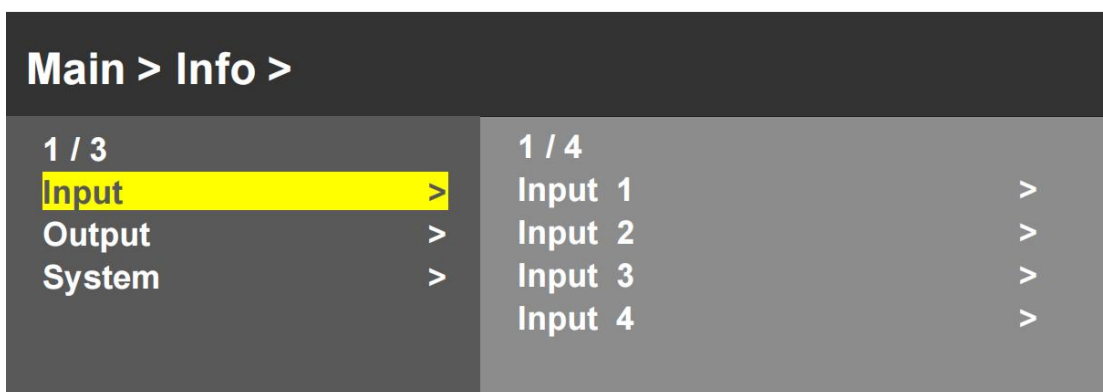 Main > Info >
1 / 3
Input >
Output >
System >
1 / 4
Input 1 >
Input 2 >
Input 3 >
Input 4 >